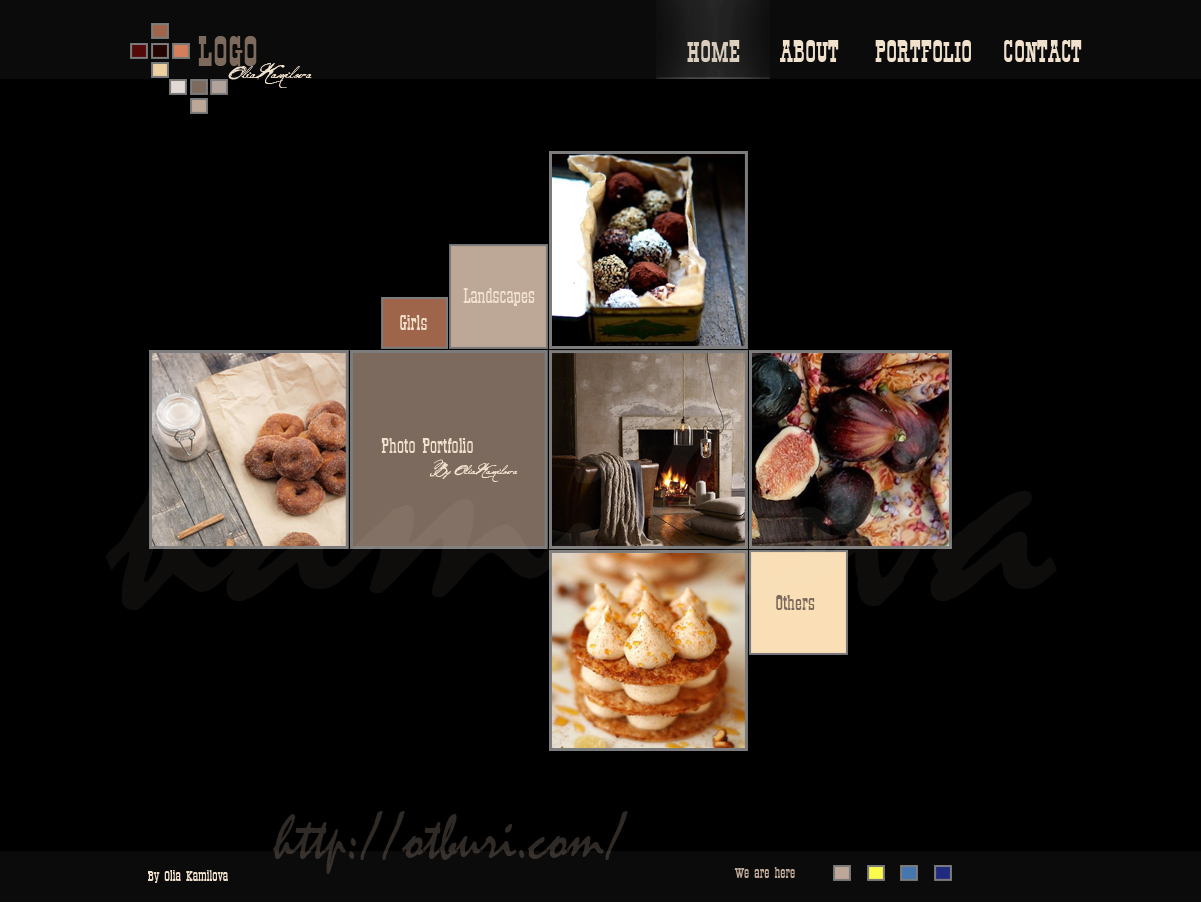 LOGO
Olia Kamilova
HOME
ABOUT
PORTFOLIO
CONTACT
Landscapes
Girls
Photo Portfolio
By Olia Kamilova
Others
kamilova
http://otburi.com/
By Olia Kamilova
We are here